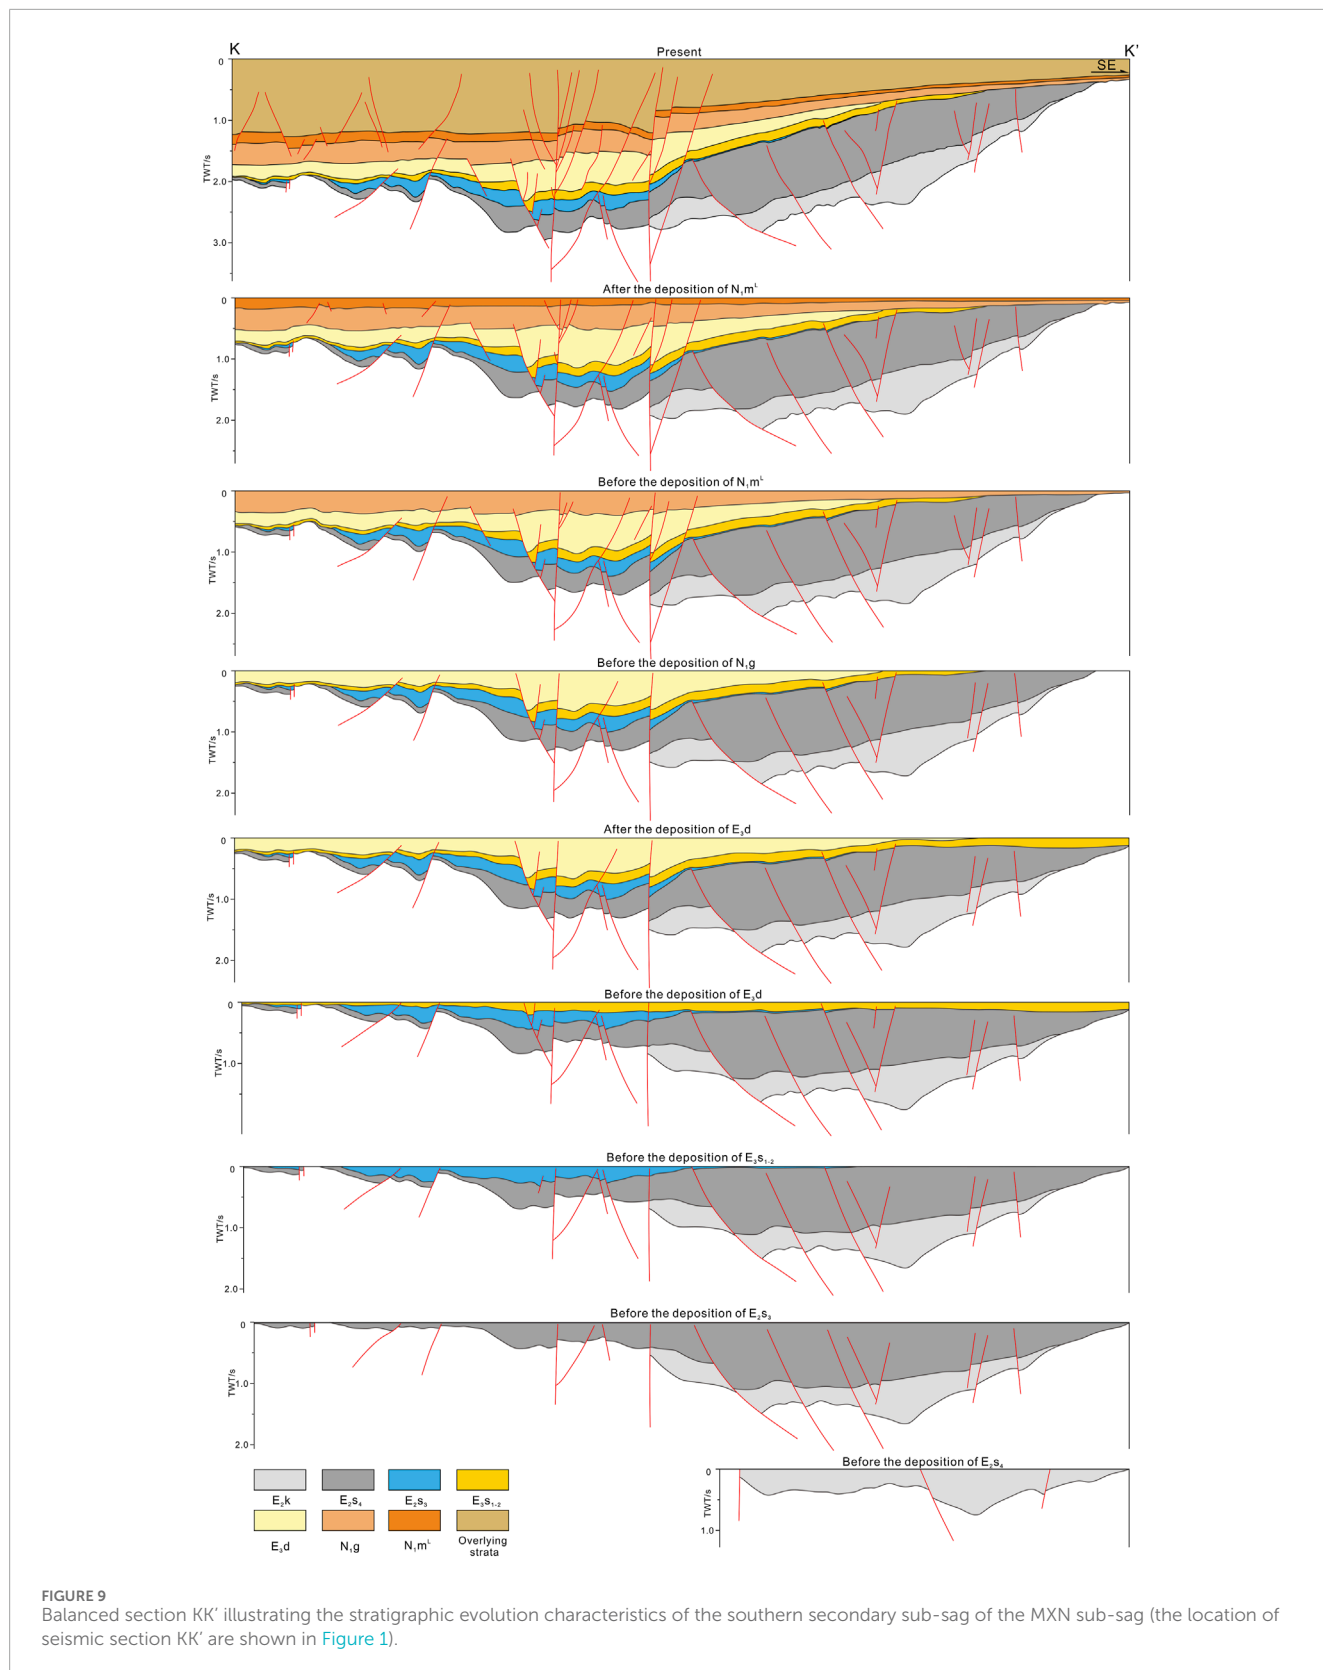 K
Present
K'
SE
0
1.0
2.0
3.0
TWT/s
After the deposition of N₁mᴸ
0
1.0
2.0
TWT/s
Before the deposition of N₁mᴸ
0
1.0
2.0
TWT/s
Before the deposition of N₁g
0
1.0
2.0
TWT/s
After the deposition of E₃d
0
1.0
2.0
TWT/s
Before the deposition of E₃d
0
1.0
TWT/s
Before the deposition of E₃s₁₋₂
0
1.0
2.0
TWT/s
Before the deposition of E₂s₃
0
1.0
2.0
TWT/s
Before the deposition of E₂s₄
0
1.0
TWT/s
E₂k E₂s₄ E₂s₃ E₃s₁₋₂
E₃d N₁g N₁mᴸ Overlying
strata
FIGURE 9
Balanced section KK′ illustrating the stratigraphic evolution characteristics of the southern secondary sub-sag of the MXN sub-sag (the location of
seismic section KK′ are shown in Figure 1).